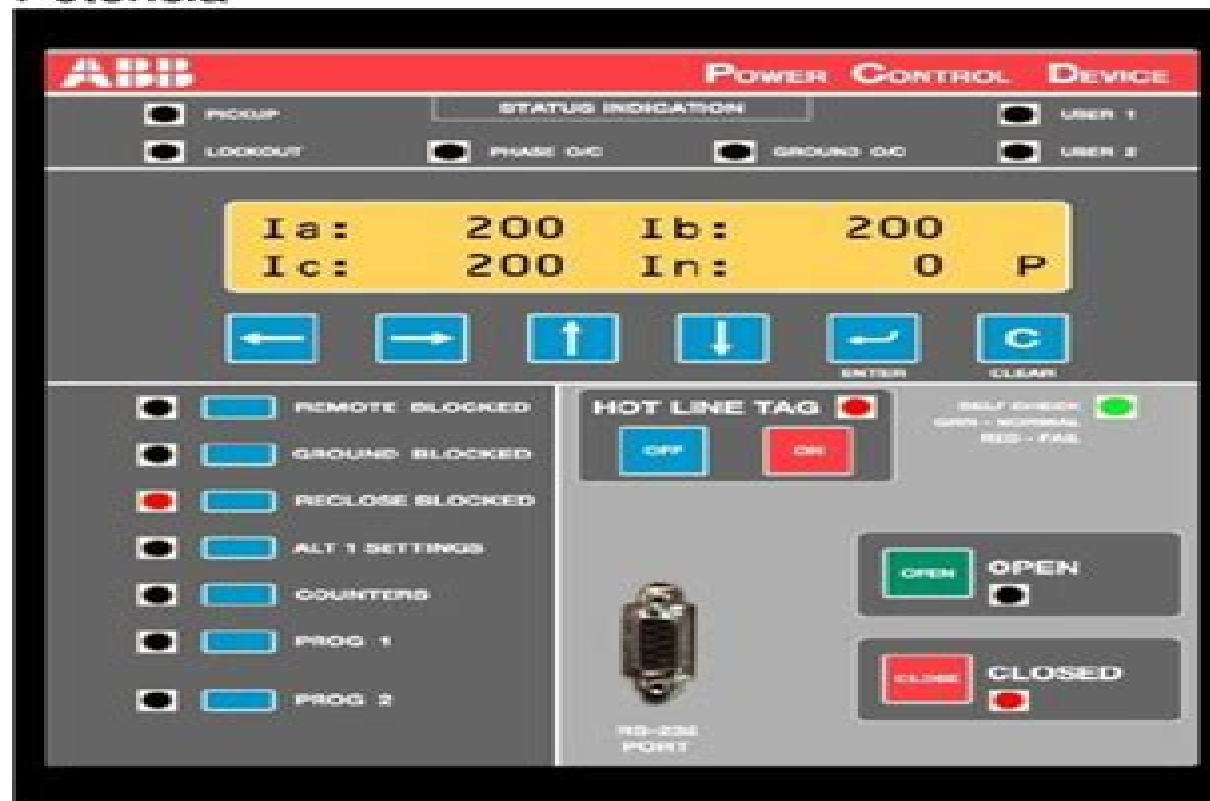 ABB
POWER CONTROL DEVICE
STATUS INDICATION
PICKUP
USER 1
LOCKOUT
PHASE O/C
GROUND O/C
USER 2
Ia: 200 Ib: 200
Ic: 200 In: 0 P
C
ENTER
CLEAR
REMOTE BLOCKED
GROUND BLOCKED
RECLOSE BLOCKED
ALT 1 SETTINGS
COUNTERS
PROG 1
PROG 2
HOT LINE TAG
OFF
ON
SELF CHECK
GRN - NORMAL
RED - FAIL
RS-232
PORT
OPEN
OPEN
CLOSE
CLOSED